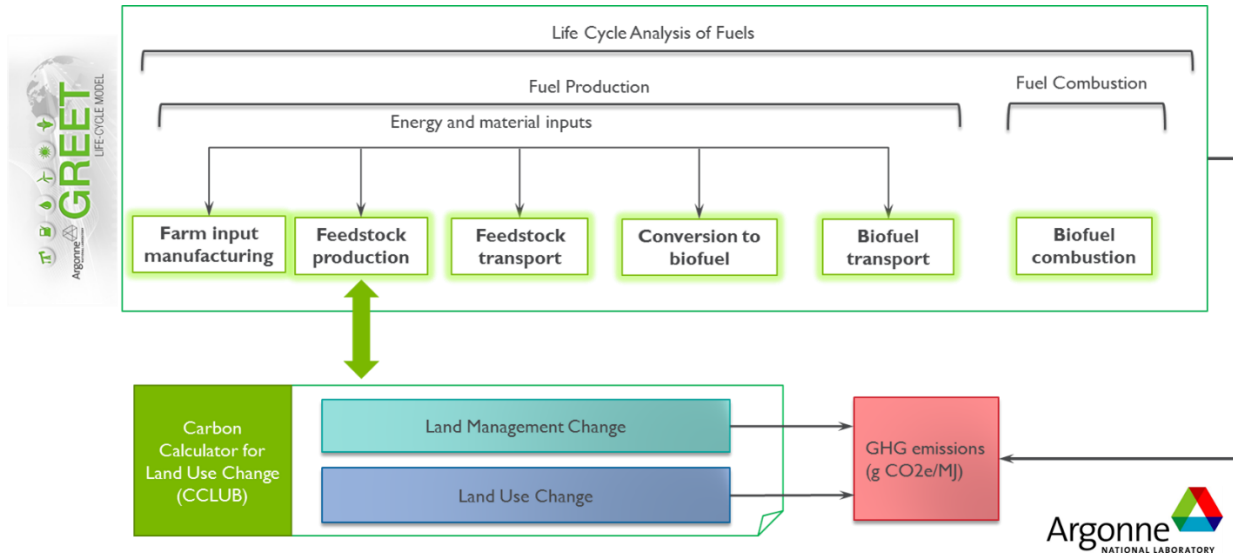 Life Cycle Analysis of Fuels
Fuel Production
Fuel Combustion
Energy and material inputs
Farm input
manufacturing
Feedstock
production
Feedstock
transport
Conversion to
biofuel
Biofuel
transport
Biofuel
combustion
GREET
LIFE-CYCLE MODEL
Argonne
Carbon
Calculator for
Land Use Change
(CCLUB)
Land Management Change
Land Use Change
GHG emissions
(g CO2e/MJ)
Argonne
NATIONAL LABORATORY